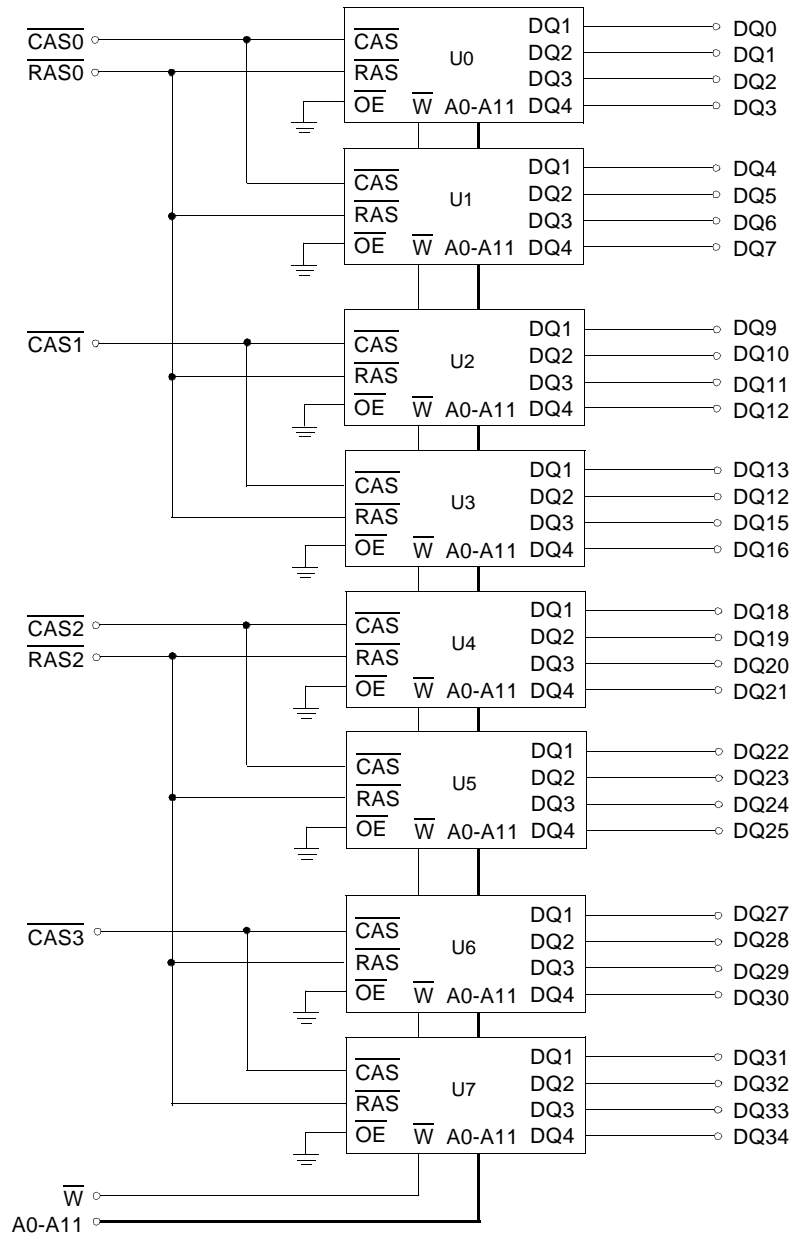 CAS0
RAS0
CAS
RAS
OE W A0-A11
U0
DQ1 DQ0
DQ2 DQ1
DQ3 DQ2
DQ4 DQ3
CAS
RAS
OE W A0-A11
U1
DQ1 DQ4
DQ2 DQ5
DQ3 DQ6
DQ4 DQ7
CAS1
CAS
RAS
OE W A0-A11
U2
DQ1 DQ9
DQ2 DQ10
DQ3 DQ11
DQ4 DQ12
CAS
RAS
OE W A0-A11
U3
DQ1 DQ13
DQ2 DQ12
DQ3 DQ15
DQ4 DQ16
CAS2
RAS2
CAS
RAS
OE W A0-A11
U4
DQ1 DQ18
DQ2 DQ19
DQ3 DQ20
DQ4 DQ21
CAS
RAS
OE W A0-A11
U5
DQ1 DQ22
DQ2 DQ23
DQ3 DQ24
DQ4 DQ25
CAS3
CAS
RAS
OE W A0-A11
U6
DQ1 DQ27
DQ2 DQ28
DQ3 DQ29
DQ4 DQ30
CAS
RAS
OE W A0-A11
U7
DQ1 DQ31
DQ2 DQ32
DQ3 DQ33
DQ4 DQ34
W
A0-A11